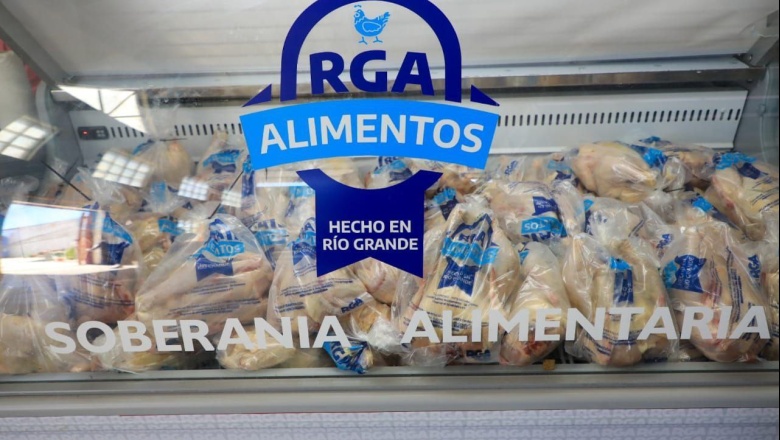 RGA
ALIMENTOS
HECHO EN
RÍO GRANDE
SOBERANIA ALIMENTARIA